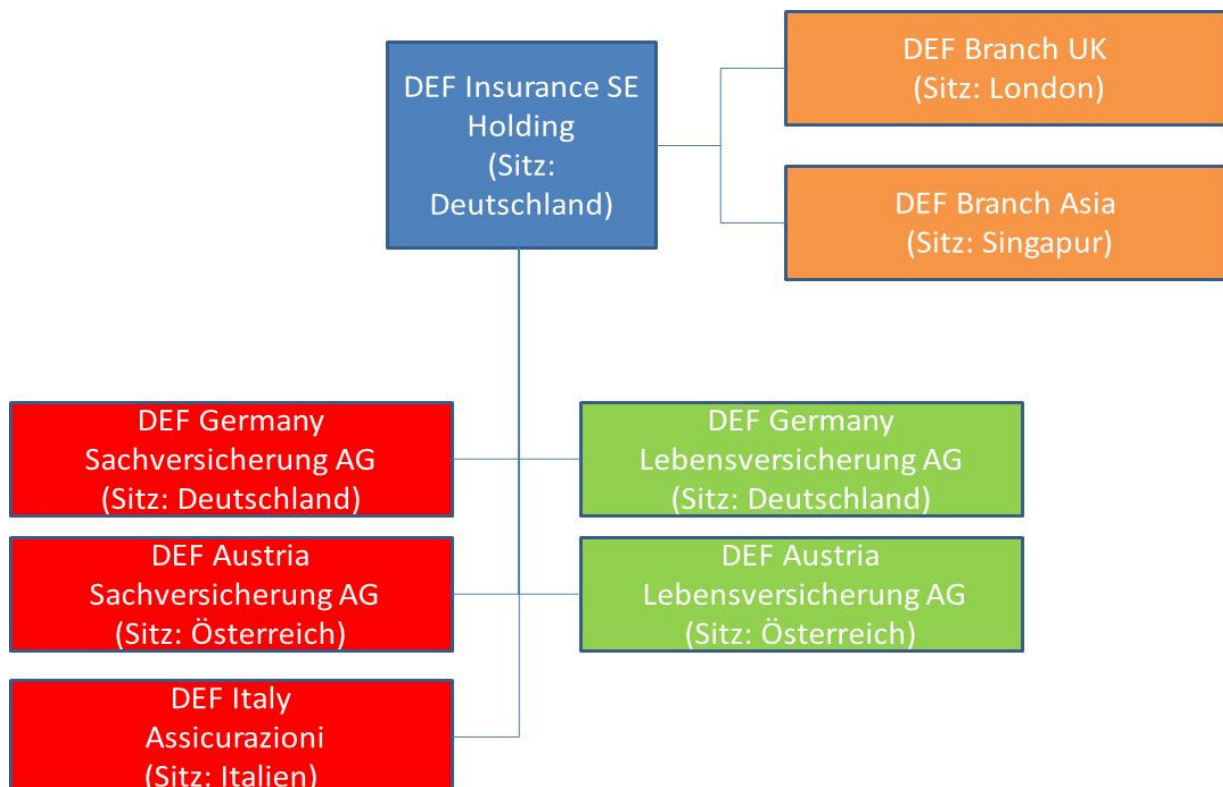 DEF Branch UK
(Sitz: London)
DEF Insurance SE
Holding
(Sitz:
Deutschland)
DEF Branch Asia
(Sitz: Singapur)
DEF Germany
Sachversicherung AG
(Sitz: Deutschland)
DEF Germany
Lebensversicherung AG
(Sitz: Deutschland)
DEF Austria
Sachversicherung AG
(Sitz: Österreich)
DEF Austria
Lebensversicherung AG
(Sitz: Österreich)
DEF Italy
Assicurazioni
(Sitz: Italien)